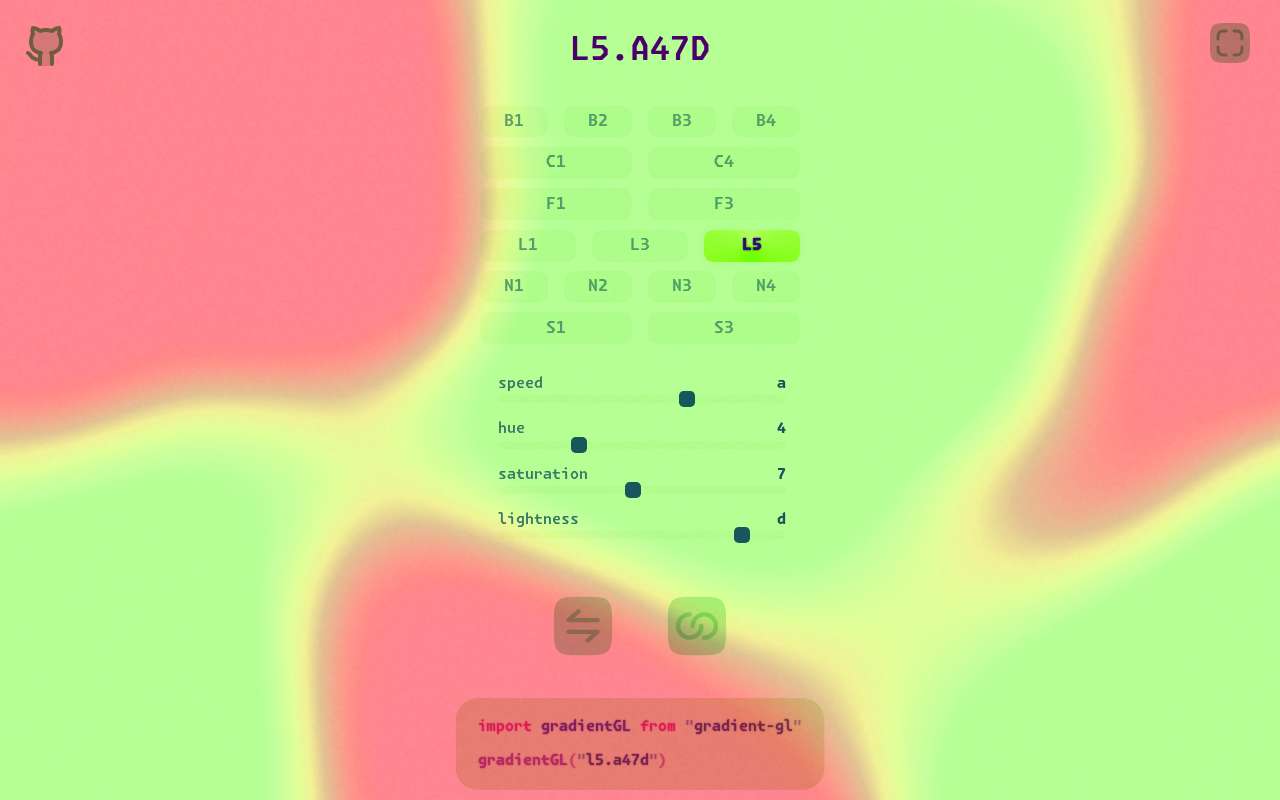 L5.A47D
B1 B2 B3 B4
C1 C4
F1 F3
L1 L3 L5
N1 N2 N3 N4
S1 S3
speed a
hue 4
saturation 7
lightness d
import gradientGL from "gradient-gl"
gradientGL("l5.a47d")